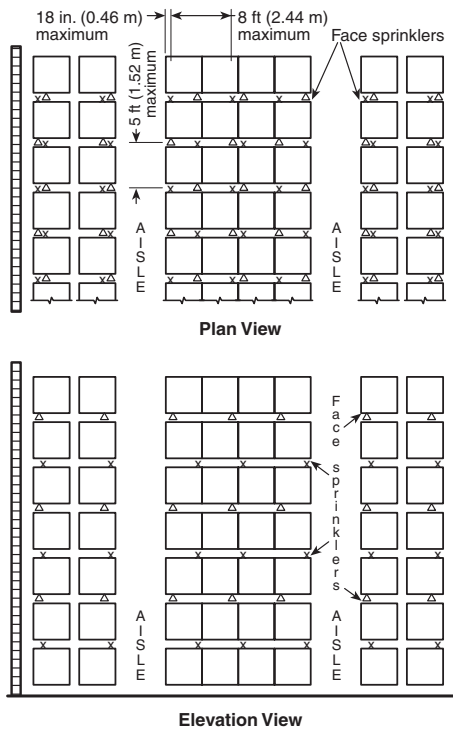 18 in. (0.46 m)
maximum
8 ft (2.44 m)
maximum
Face sprinklers
5 ft (1.52 m)
maximum
AISLE
AISLE
Plan View
Face sprinklers
AISLE
AISLE
Elevation View